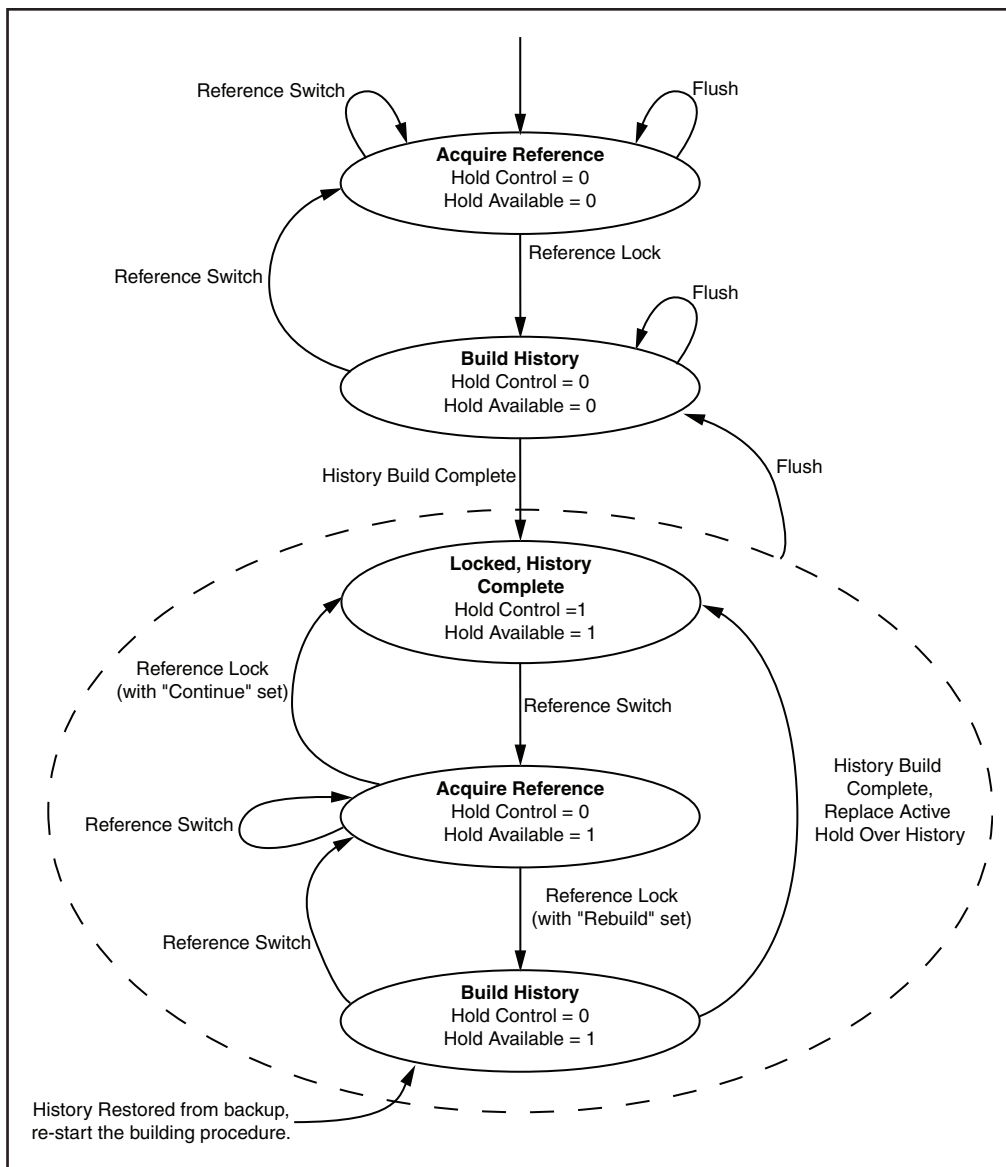 Reference Switch
Flush
Acquire Reference
Hold Control = 0
Hold Available = 0
Reference Lock
Reference Switch
Flush
Build History
Hold Control = 0
Hold Available = 0
History Build Complete
Flush
Locked, History
Complete
Hold Control =1
Hold Available = 1
Reference Lock
(with "Continue" set)
Reference Switch
Acquire Reference
Hold Control = 0
Hold Available = 1
Reference Switch
History Build
Complete,
Replace Active
Hold Over History
Reference Lock
(with "Rebuild" set)
Reference Switch
Build History
Hold Control = 0
Hold Available = 1
History Restored from backup,
re-start the building procedure.